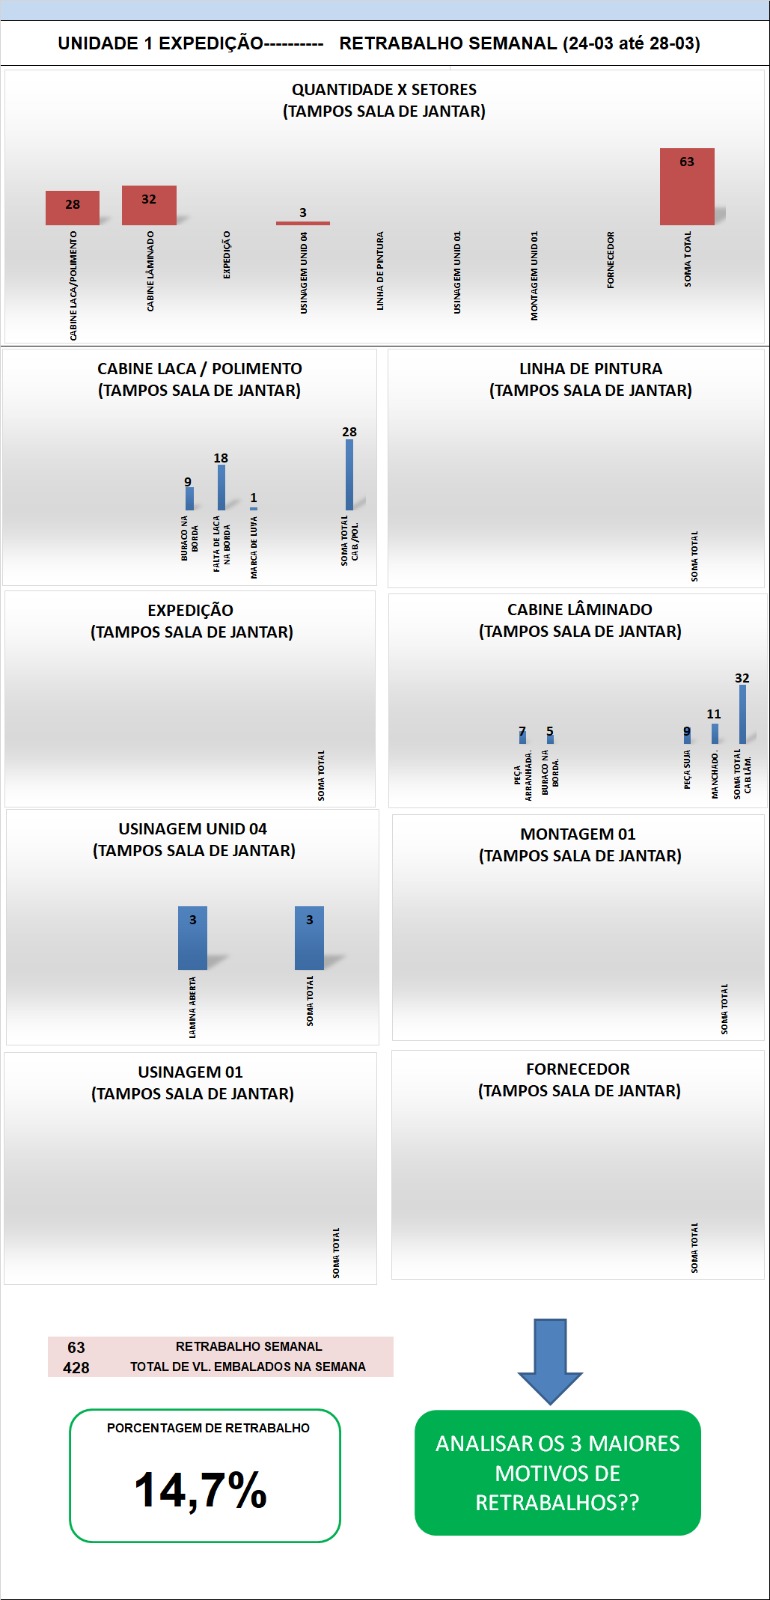 UNIDADE 1 EXPEDIÇÃO---------- RETRABALHO SEMANAL (24-03 até 28-03)
QUANTIDADE X SETORES
(TAMPOS SALA DE JANTAR)
28
32
3
63
CABINE LACA/POLIMENTO
CABINE LÂMINADO
EXPEDIÇÃO
USINAGEM UNID 04
LINHA DE PINTURA
USINAGEM UNID 01
MONTAGEM UNID 01
FORNECEDOR
SOMA TOTAL
CABINE LACA / POLIMENTO
(TAMPOS SALA DE JANTAR)
9
18
1
28
BURACO NA
BORDA
FALTA DE LACA
NA BORDA
MARCA DE LUVA
SOMA TOTAL
CAB./POL.
LINHA DE PINTURA
(TAMPOS SALA DE JANTAR)
SOMA TOTAL
EXPEDIÇÃO
(TAMPOS SALA DE JANTAR)
SOMA TOTAL
CABINE LÂMINADO
(TAMPOS SALA DE JANTAR)
7
5
9
11
32
PEÇA
ARRANHADA.
BURACO NA
BORDA.
PEÇA SUJA
MANCHADO.
SOMA TOTAL
CAB LÂM.
USINAGEM UNID 04
(TAMPOS SALA DE JANTAR)
3
3
LAMINA ABERTA
SOMA TOTAL
MONTAGEM 01
(TAMPOS SALA DE JANTAR)
SOMA TOTAL
USINAGEM 01
(TAMPOS SALA DE JANTAR)
SOMA TOTAL
FORNECEDOR
(TAMPOS SALA DE JANTAR)
SOMA TOTAL
63 RETRABALHO SEMANAL
428 TOTAL DE VL. EMBALADOS NA SEMANA
PORCENTAGEM DE RETRABALHO
14,7%
ANALISAR OS 3 MAIORES
MOTIVOS DE
RETRABALHOS??